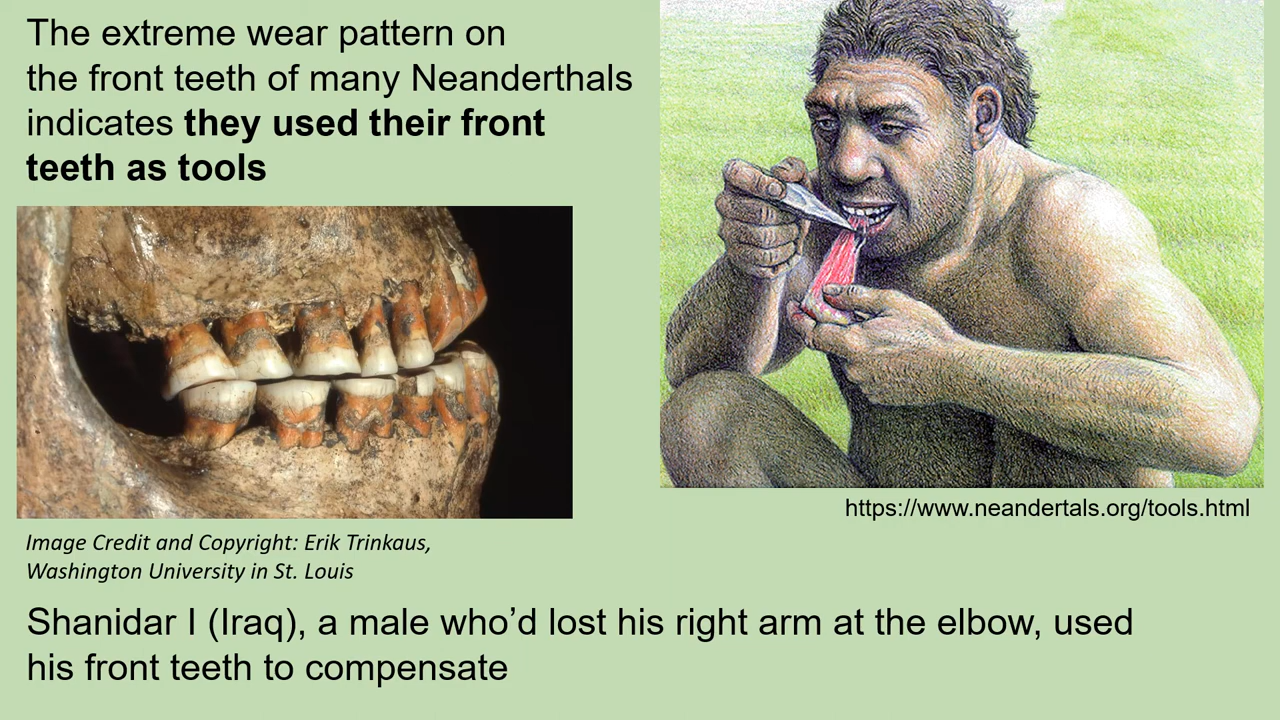 The extreme wear pattern on
the front teeth of many Neanderthals
indicates they used their front
teeth as tools
https://www.neandertals.org/tools.html
Image Credit and Copyright: Erik Trinkaus,
Washington University in St. Louis
Shanidar I (Iraq), a male who’d lost his right arm at the elbow, used
his front teeth to compensate